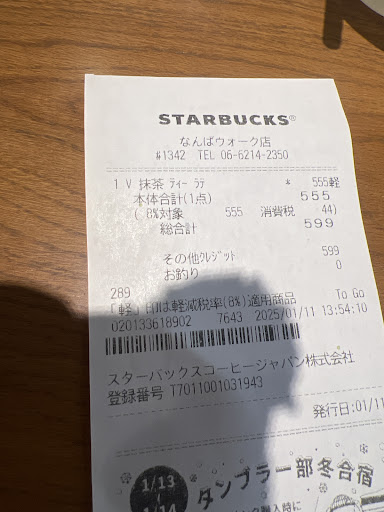 STARBUCKS®
なんばウォーク店
#1342 TEL 06-6214-2350
1 V 抹茶 ティー ラテ * 555軽
本体合計(1点) 555
( 8%対象 555 消費税 44)
総合計 599
その他クレジット 599
お釣り 0
289
「軽」印は軽減税率(8%)適用商品 To Go
020133618902 7643 2025/01/11 13:54:10
スターバックスコーヒージャパン株式会社
登録番号 T7011001031943
発行日:01/11
タンブラー部冬合宿
1/13
1/14
購入時に